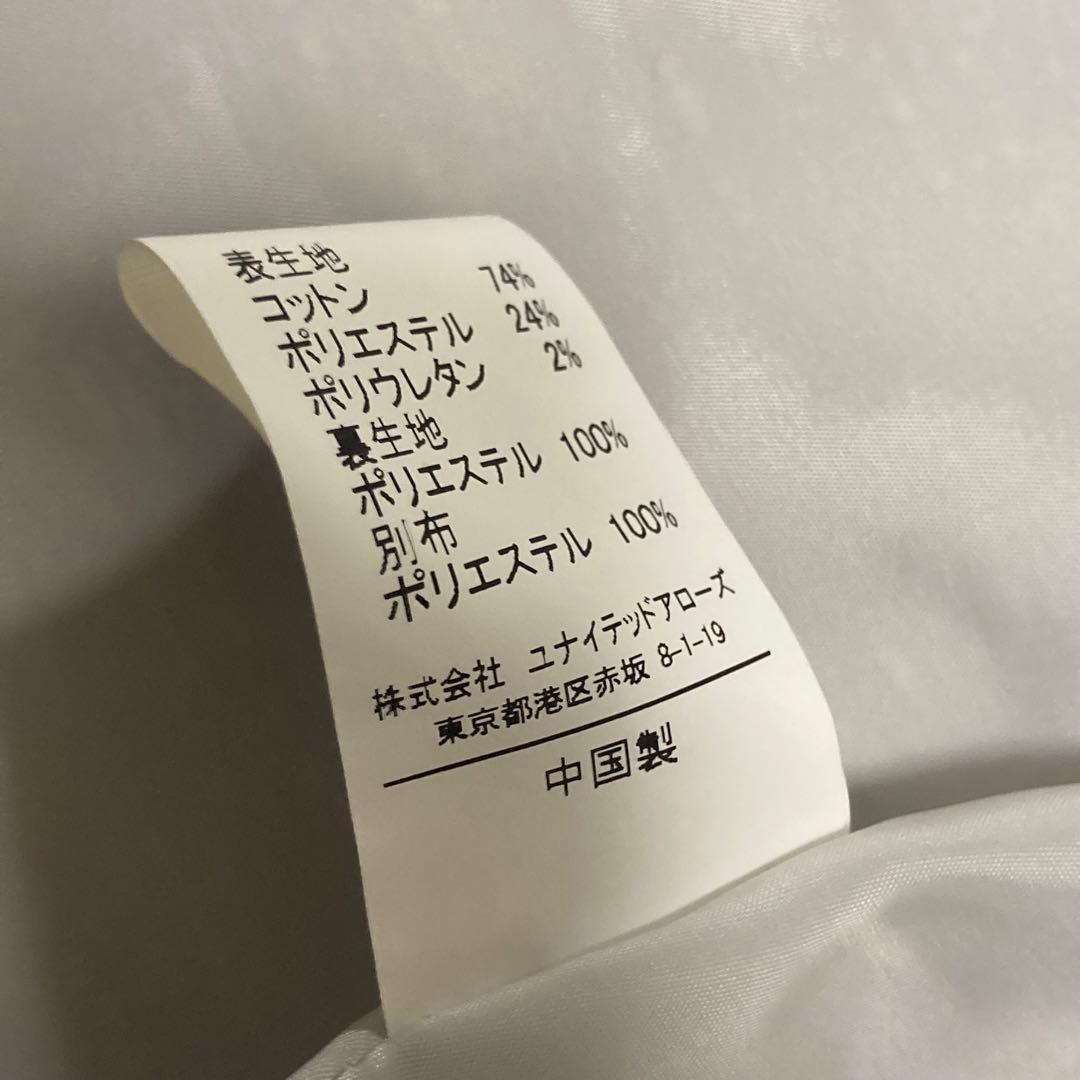 表生地
コットン 74%
ポリエステル 24%
ポリウレタン 2%
裏生地
ポリエステル 100%
別布
ポリエステル 100%
株式会社 ユナイテッドアローズ
東京都港区赤坂 8-1-19
中国製